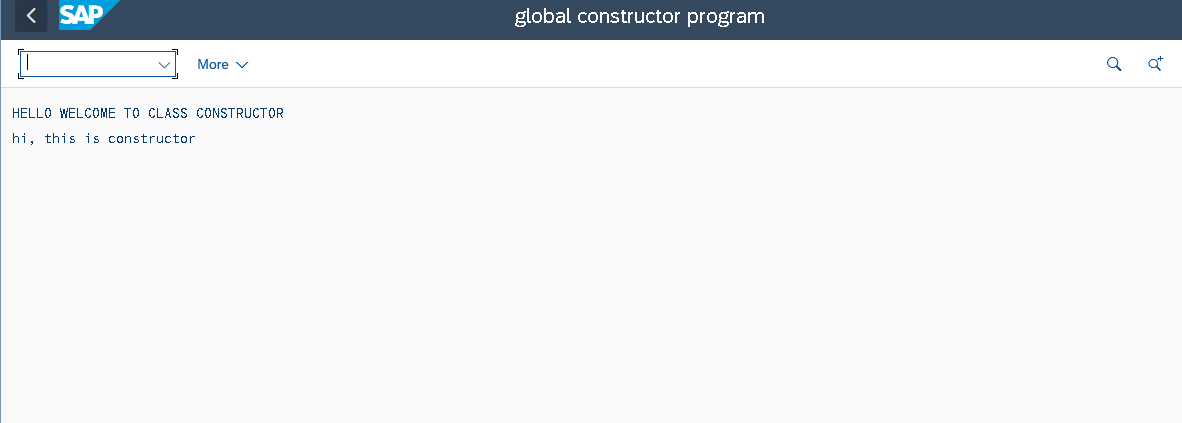 SAP
global constructor program
More
HELLO WELCOME TO CLASS CONSTRUCTOR
hi, this is constructor